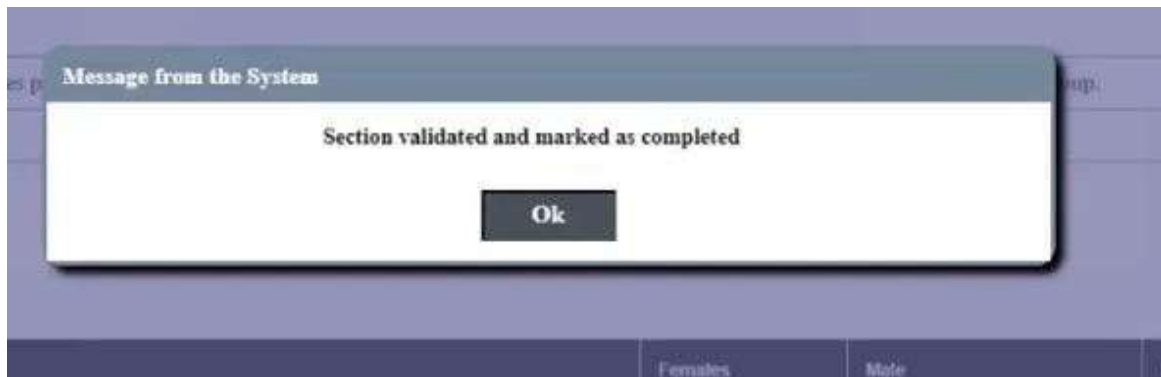 Message from the System
Section validated and marked as completed
Ok
Females Male